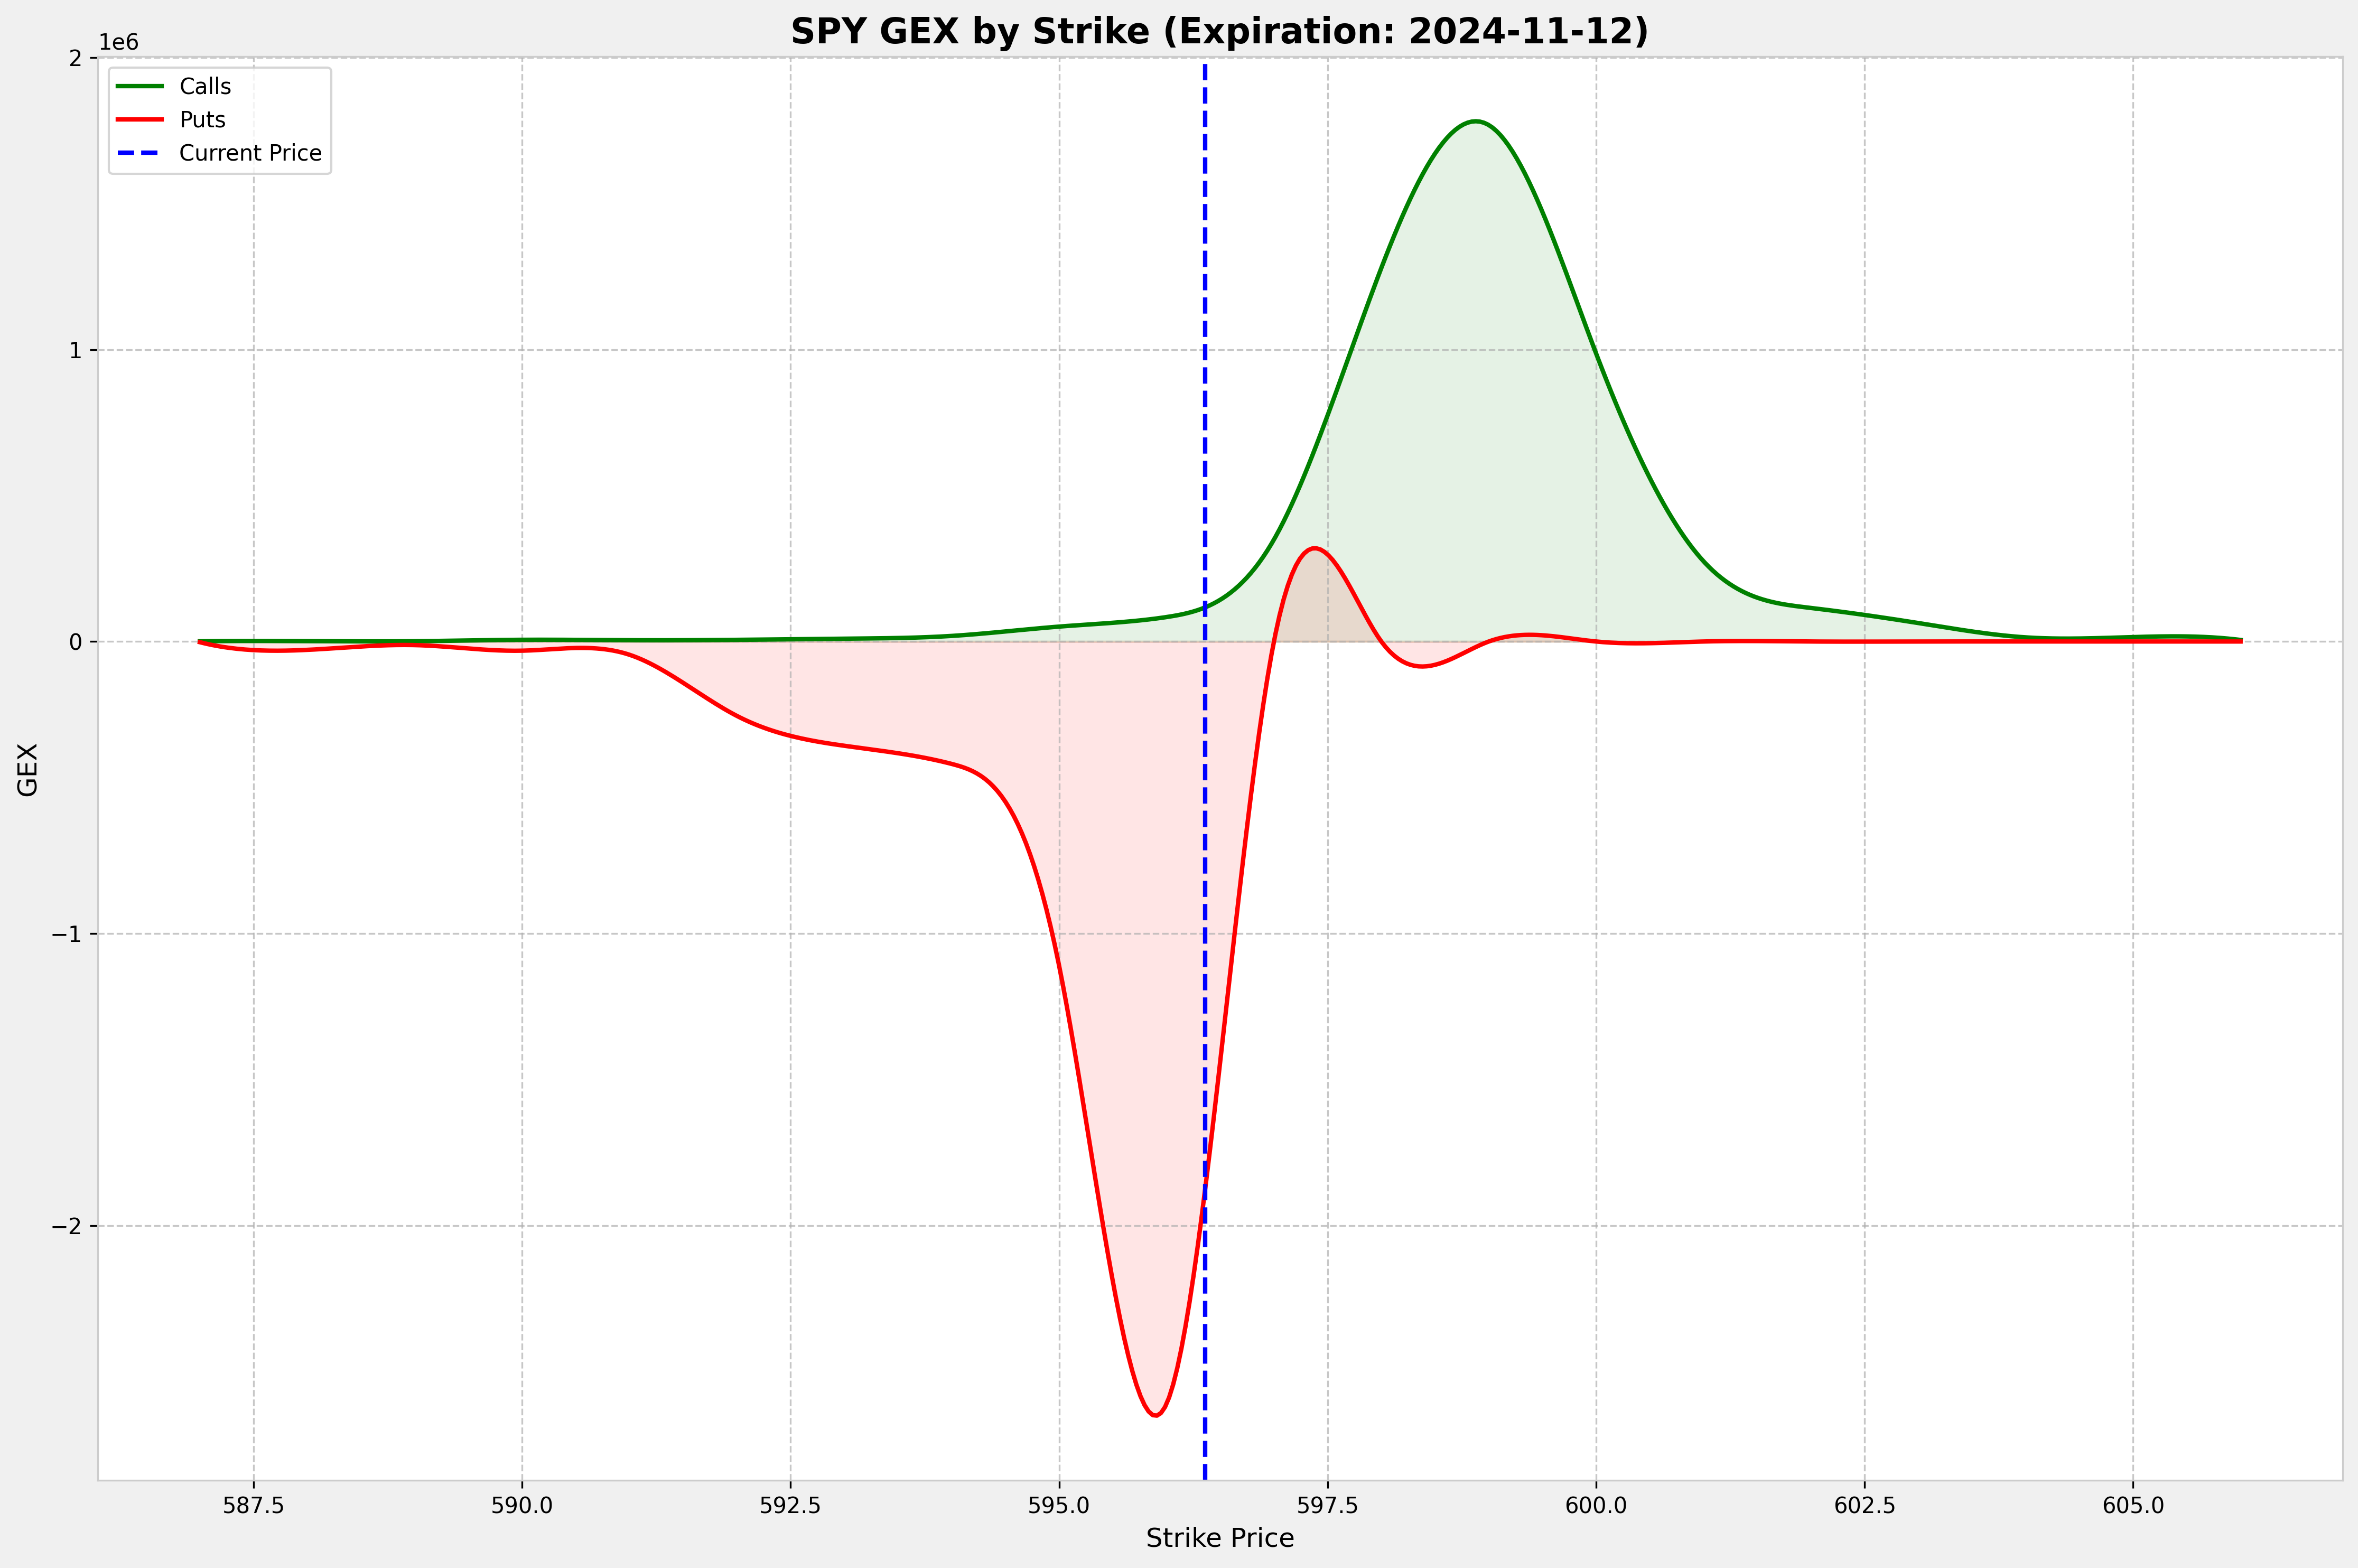 SPY GEX by Strike (Expiration: 2024-11-12)
1e6
Calls
Puts
Current Price
2
1
0
−1
−2
GEX
587.5 590.0 592.5 595.0 597.5 600.0 602.5 605.0
Strike Price